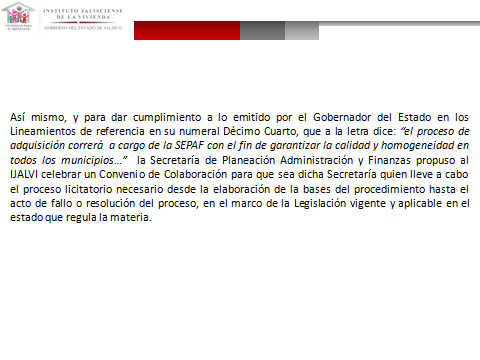 INSTITUTO JALISCIENSE
DE LA VIVIENDA
GOBIERNO DEL ESTADO DE JALISCO
Así mismo, y para dar cumplimiento a lo emitido por el Gobernador del Estado en los
Lineamientos de referencia en su numeral Décimo Cuarto, que a la letra dice: “el proceso de
adquisición correrá a cargo de la SEPAF con el fin de garantizar la calidad y homogeneidad en
todos los municipios...” la Secretaría de Planeación Administración y Finanzas propuso al
IJALVI celebrar un Convenio de Colaboración para que sea dicha Secretaría quien lleve a cabo
el proceso licitatorio necesario desde la elaboración de la bases del procedimiento hasta el
acto de fallo o resolución del proceso, en el marco de la Legislación vigente y aplicable en el
estado que regula la materia.